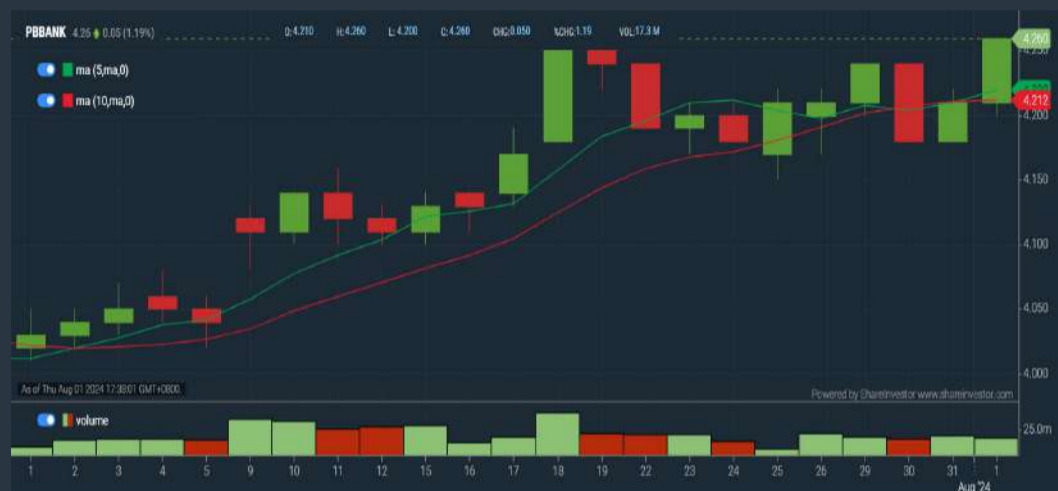 PBBANK 4.26 0.05 (1.19%) O:4.210 H:4.260 L:4.200 C:4.260 CHG:0.050 %CHG:1.19 VOL:17.3 M
4.260
4.250
ma (5,ma,0)
ma (10,ma,0)
4.212
4.200
4.150
4.100
4.050
4.000
As of Thu Aug 01 2024 17:38:01 GMT+0800.
Powered by ShareInvestor www.shareinvestor.com
volume
25.0m
1 2 3 4 5 9 10 11 12 15 16 17 18 19 22 23 24 25 26 29 30 31 1
Aug '24